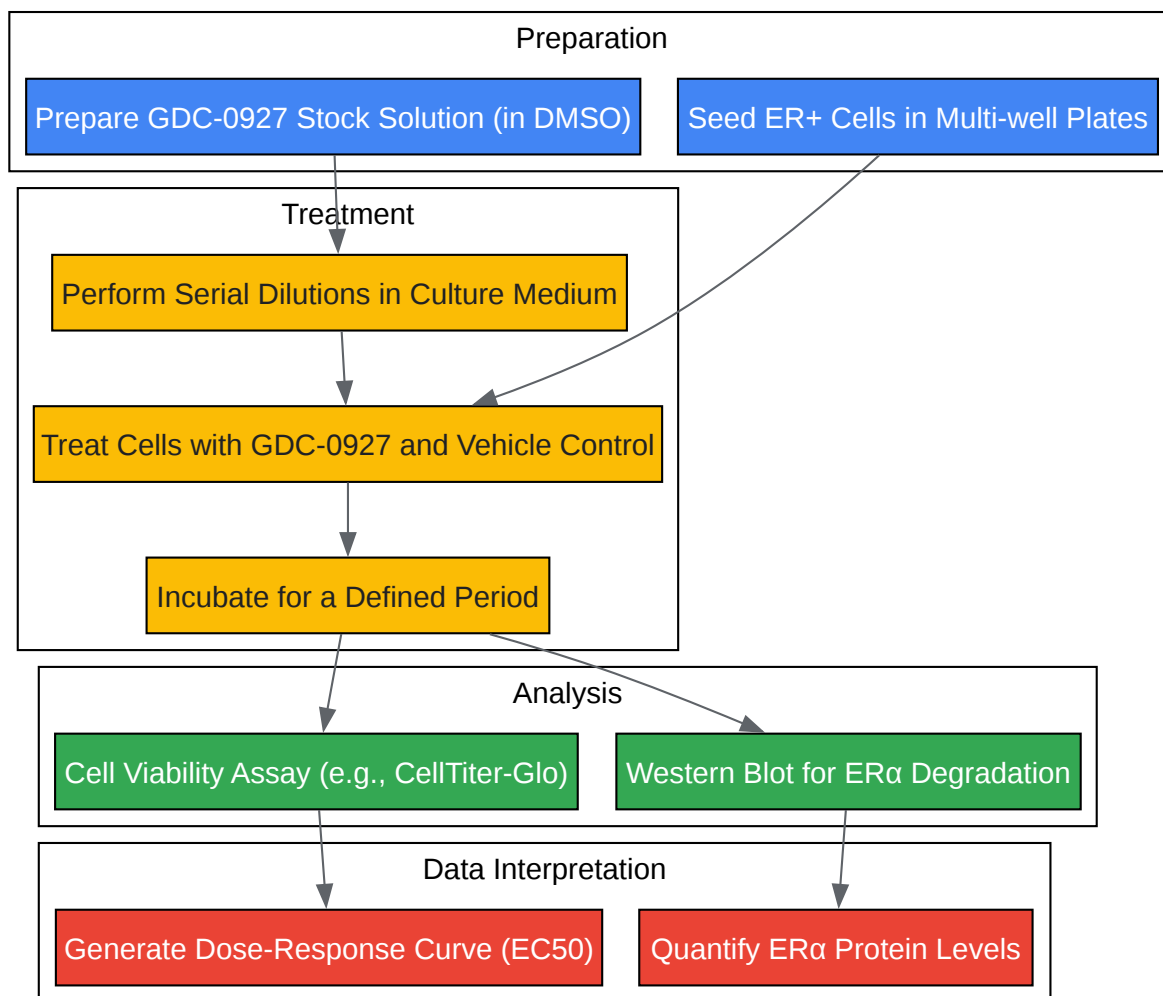 Preparation
Prepare GDC-0927 Stock Solution (in DMSO)
Seed ER+ Cells in Multi-well Plates
Treatment
Perform Serial Dilutions in Culture Medium
Treat Cells with GDC-0927 and Vehicle Control
Incubate for a Defined Period
Analysis
Cell Viability Assay (e.g., CellTiter-Glo)
Western Blot for ERα Degradation
Data Interpretation
Generate Dose-Response Curve (EC50)
Quantify ERα Protein Levels